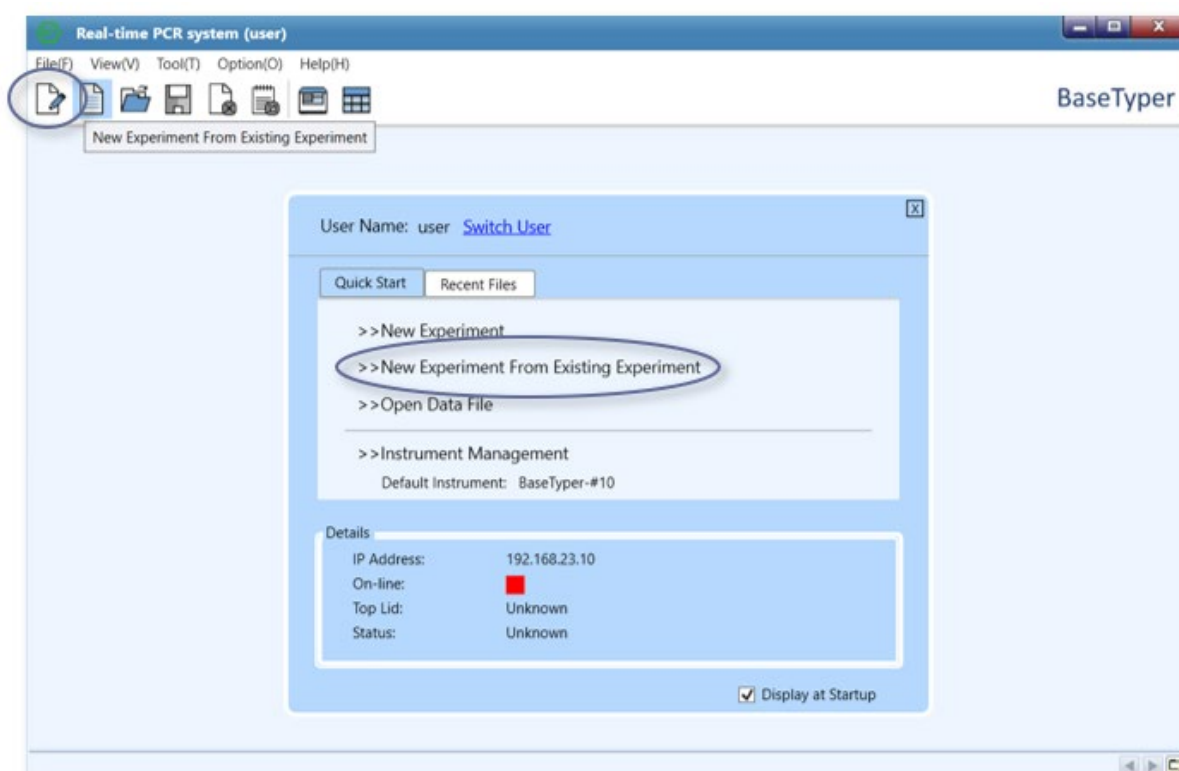 Real-time PCR system (user)
File(F) View(V) Tool(T) Option(O) Help(H)
BaseTyper
New Experiment From Existing Experiment
X
User Name: user Switch User
Quick Start Recent Files
>>New Experiment
>>New Experiment From Existing Experiment
>>Open Data File
>>Instrument Management
Default Instrument: BaseTyper-#10
Details
IP Address: 192.168.23.10
On-line:
Top Lid: Unknown
Status: Unknown
Display at Startup